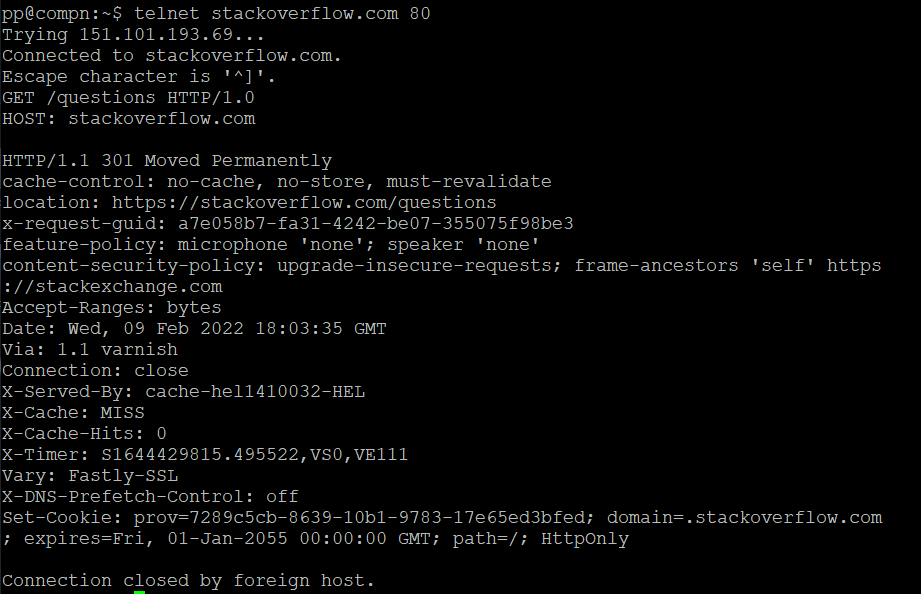 pp@compn:~$ telnet stackoverflow.com 80
Trying 151.101.193.69...
Connected to stackoverflow.com.
Escape character is '^]'.
GET /questions HTTP/1.0
HOST: stackoverflow.com

HTTP/1.1 301 Moved Permanently
cache-control: no-cache, no-store, must-revalidate
location: https://stackoverflow.com/questions
x-request-guid: a7e058b7-fa31-4242-be07-355075f98be3
feature-policy: microphone 'none'; speaker 'none'
content-security-policy: upgrade-insecure-requests; frame-ancestors 'self' https
://stackexchange.com
Accept-Ranges: bytes
Date: Wed, 09 Feb 2022 18:03:35 GMT
Via: 1.1 varnish
Connection: close
X-Served-By: cache-hel1410032-HEL
X-Cache: MISS
X-Cache-Hits: 0
X-Timer: S1644429815.495522,VS0,VE111
Vary: Fastly-SSL
X-DNS-Prefetch-Control: off
Set-Cookie: prov=7289c5cb-8639-10b1-9783-17e65ed3bfed; domain=.stackoverflow.com
; expires=Fri, 01-Jan-2055 00:00:00 GMT; path=/; HttpOnly

Connection closed by foreign host.